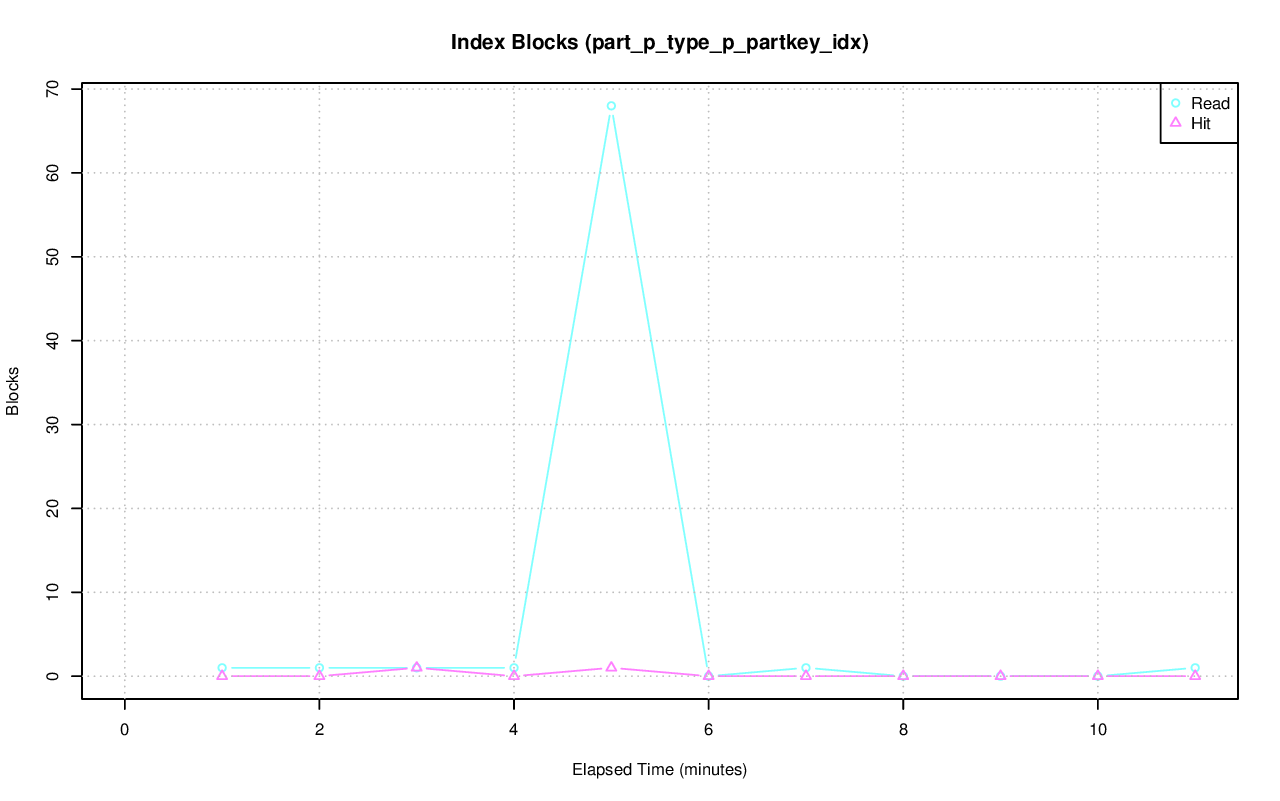 Index Blocks (part_p_type_p_partkey_idx)
Read
Hit
Blocks
70
60
50
40
30
20
10
0
0 2 4 6 8 10
Elapsed Time (minutes)